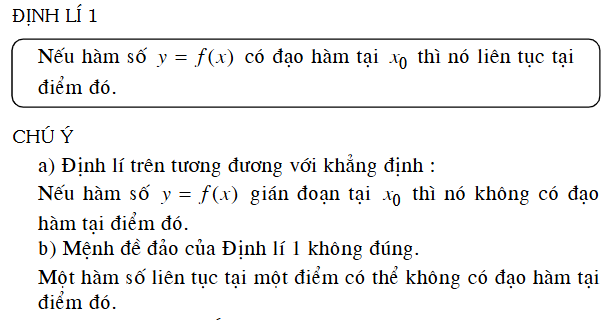 ĐỊNH LÍ 1
Nếu hàm số y = f(x) có đạo hàm tại x₀ thì nó liên tục tại
điểm đó.
CHÚ Ý
a) Định lí trên tương đương với khẳng định :
Nếu hàm số y = f(x) gián đoạn tại x₀ thì nó không có đạo
hàm tại điểm đó.
b) Mệnh đề đảo của Định lí 1 không đúng.
Một hàm số liên tục tại một điểm có thể không có đạo hàm tại
điểm đó.